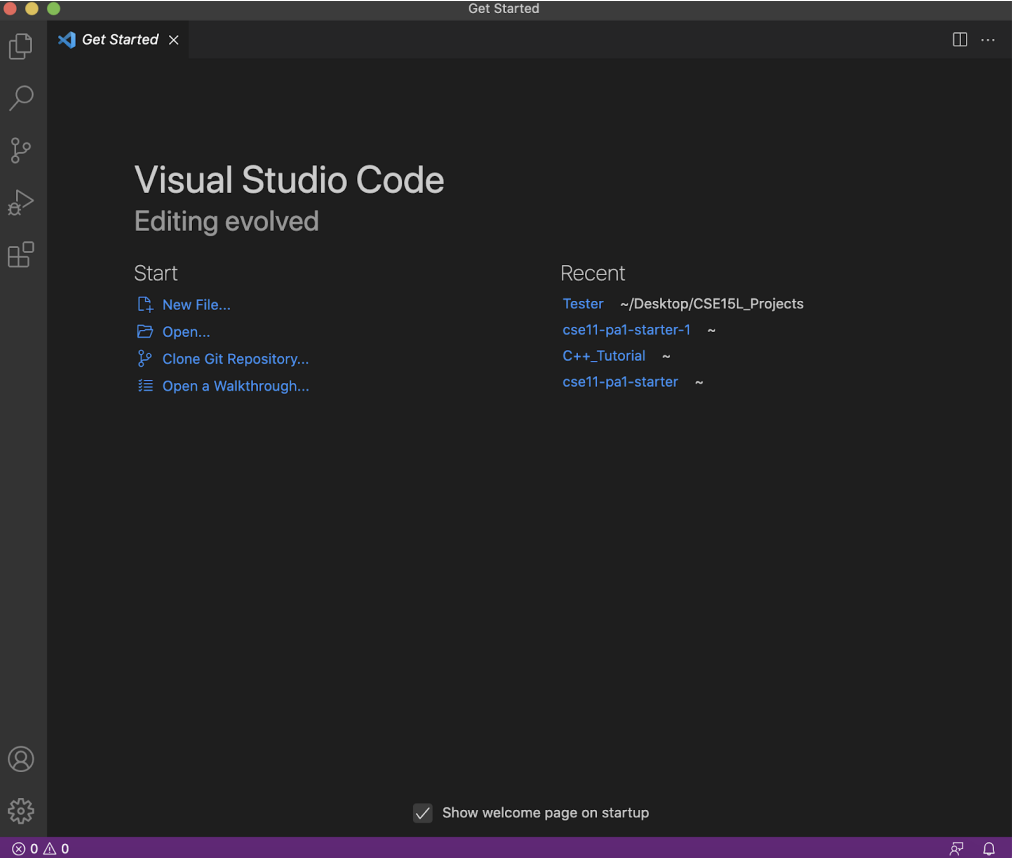 Get Started
Get Started
Visual Studio Code
Editing evolved
Start
New File...
Open...
Clone Git Repository...
Open a Walkthrough...
Recent
Tester ~/Desktop/CSE15L_Projects
cse11-pa1-starter-1 ~
C++_Tutorial ~
cse11-pa1-starter ~
Show welcome page on startup
0 0